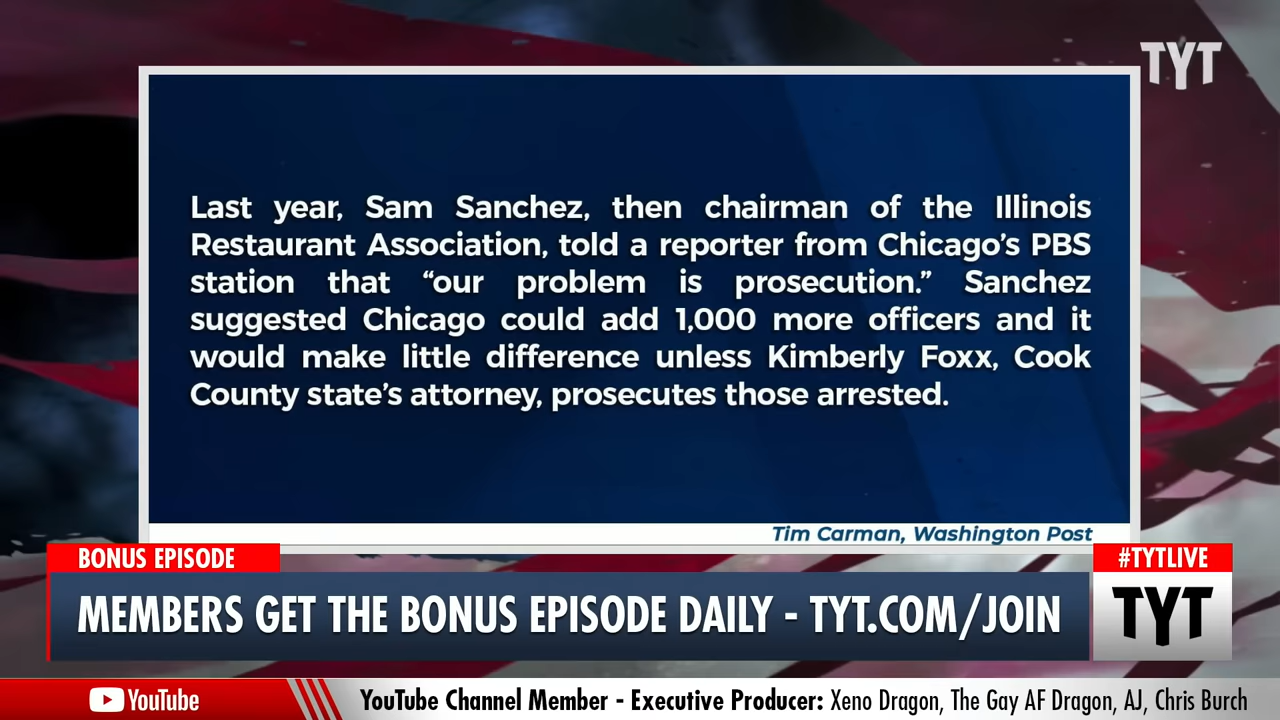 TYT
Last year, Sam Sanchez, then chairman of the Illinois
Restaurant Association, told a reporter from Chicago’s PBS
station that “our problem is prosecution.” Sanchez
suggested Chicago could add 1,000 more officers and it
would make little difference unless Kimberly Foxx, Cook
County state’s attorney, prosecutes those arrested.
Tim Carman, Washington Post
BONUS EPISODE
#TYTLIVE
MEMBERS GET THE BONUS EPISODE DAILY - TYT.COM/JOIN
TYT
YouTube
YouTube Channel Member - Executive Producer: Xeno Dragon, The Gay AF Dragon, AJ, Chris Burch